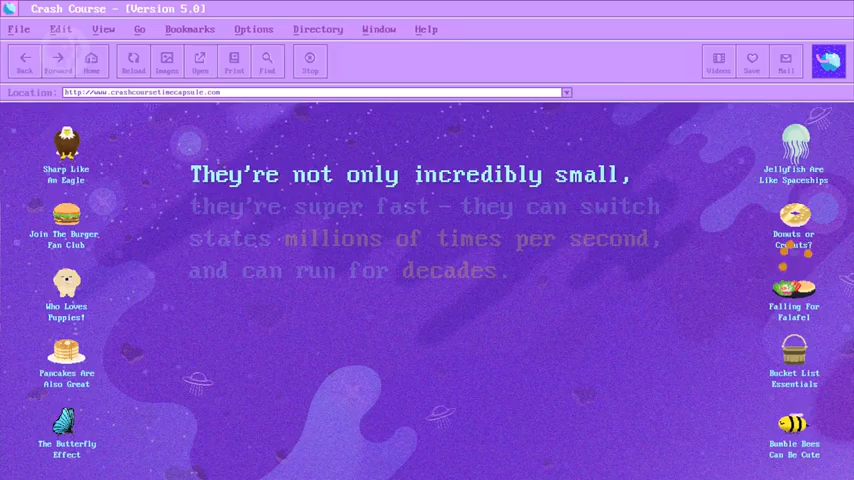 Crash Course - [Version 5.0]
File Edit View Go Bookmarks Options Directory Window Help
Back Forward Home Reload Images Open Print Find Stop Videos Save Mail
Location: http://www.crashcoursetimecapsule.com
They're not only incredibly small,
they're super fast – they can switch
states millions of times per second,
and can run for decades.
Sharp Like
An Eagle
Join The Burger
Fan Club
Who Loves
Puppies?
Pancakes Are
Also Great
The Butterfly
Effect
Jellyfish Are
Like Spaceships
Donuts or
Falling For
Falafel
Bucket List
Essentials
Bumble Bees
Can Be Cute